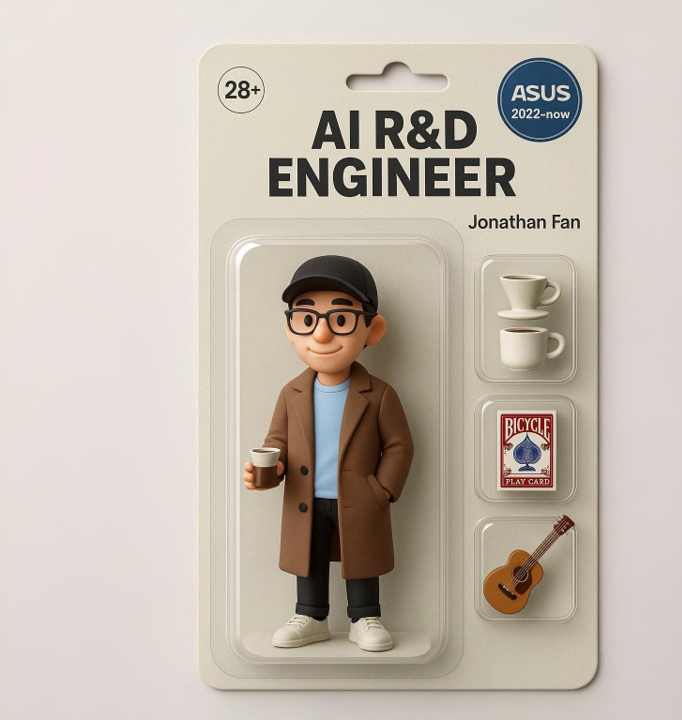 28+
ASUS
2022–now
AI R&D
ENGINEER
Jonathan Fan
BICYCLE
PLAY CARD